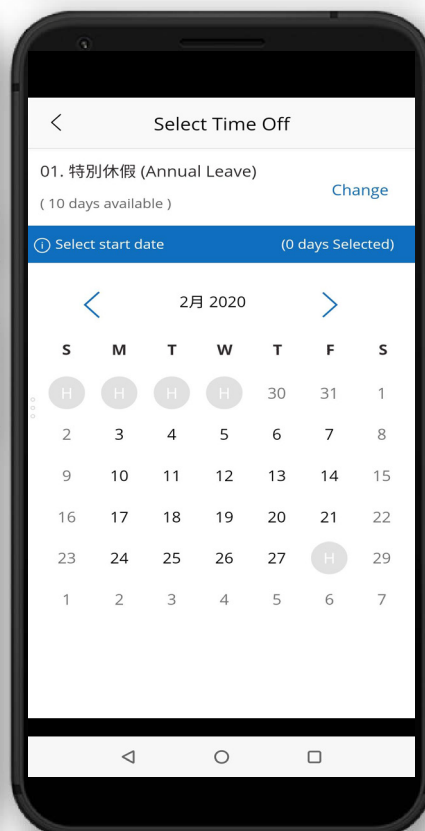 Select Time Off
01. 特別休假 (Annual Leave)
( 10 days available )
Change
Select start date (0 days Selected)
2月 2020
S M T W T F S
H H H H 30 31 1
2 3 4 5 6 7 8
9 10 11 12 13 14 15
16 17 18 19 20 21 22
23 24 25 26 27 H 29
1 2 3 4 5 6 7